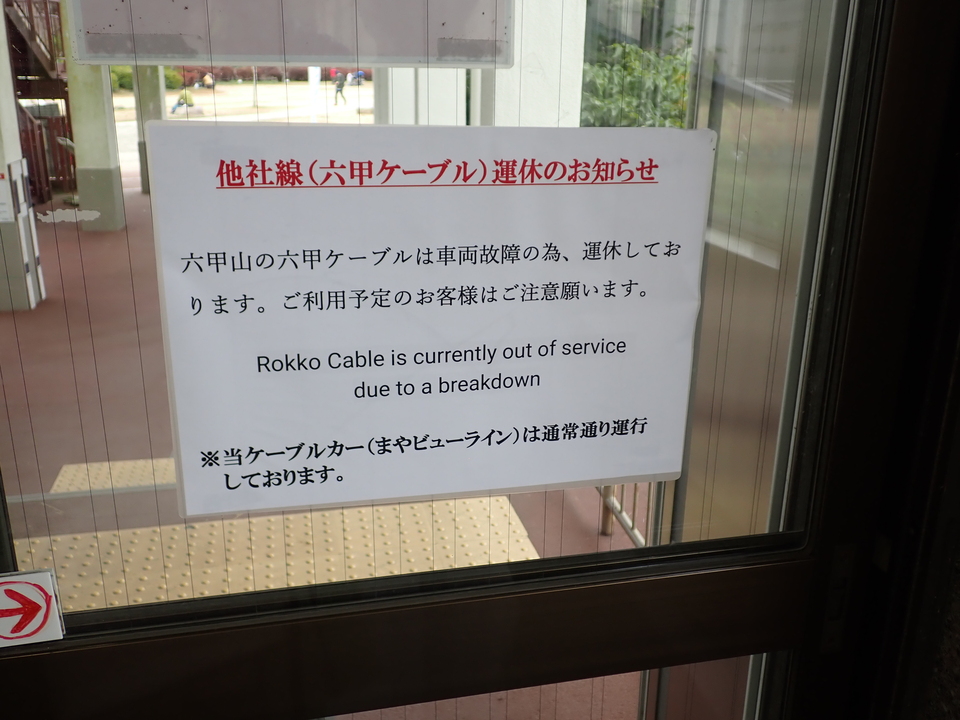 他社線（六甲ケーブル）運休のお知らせ
六甲山の六甲ケーブルは車両故障の為、運休してお
ります。ご利用予定のお客様はご注意願います。
Rokko Cable is currently out of service
due to a breakdown
※当ケーブルカー（まやビューライン）は通常通り運行
しております。